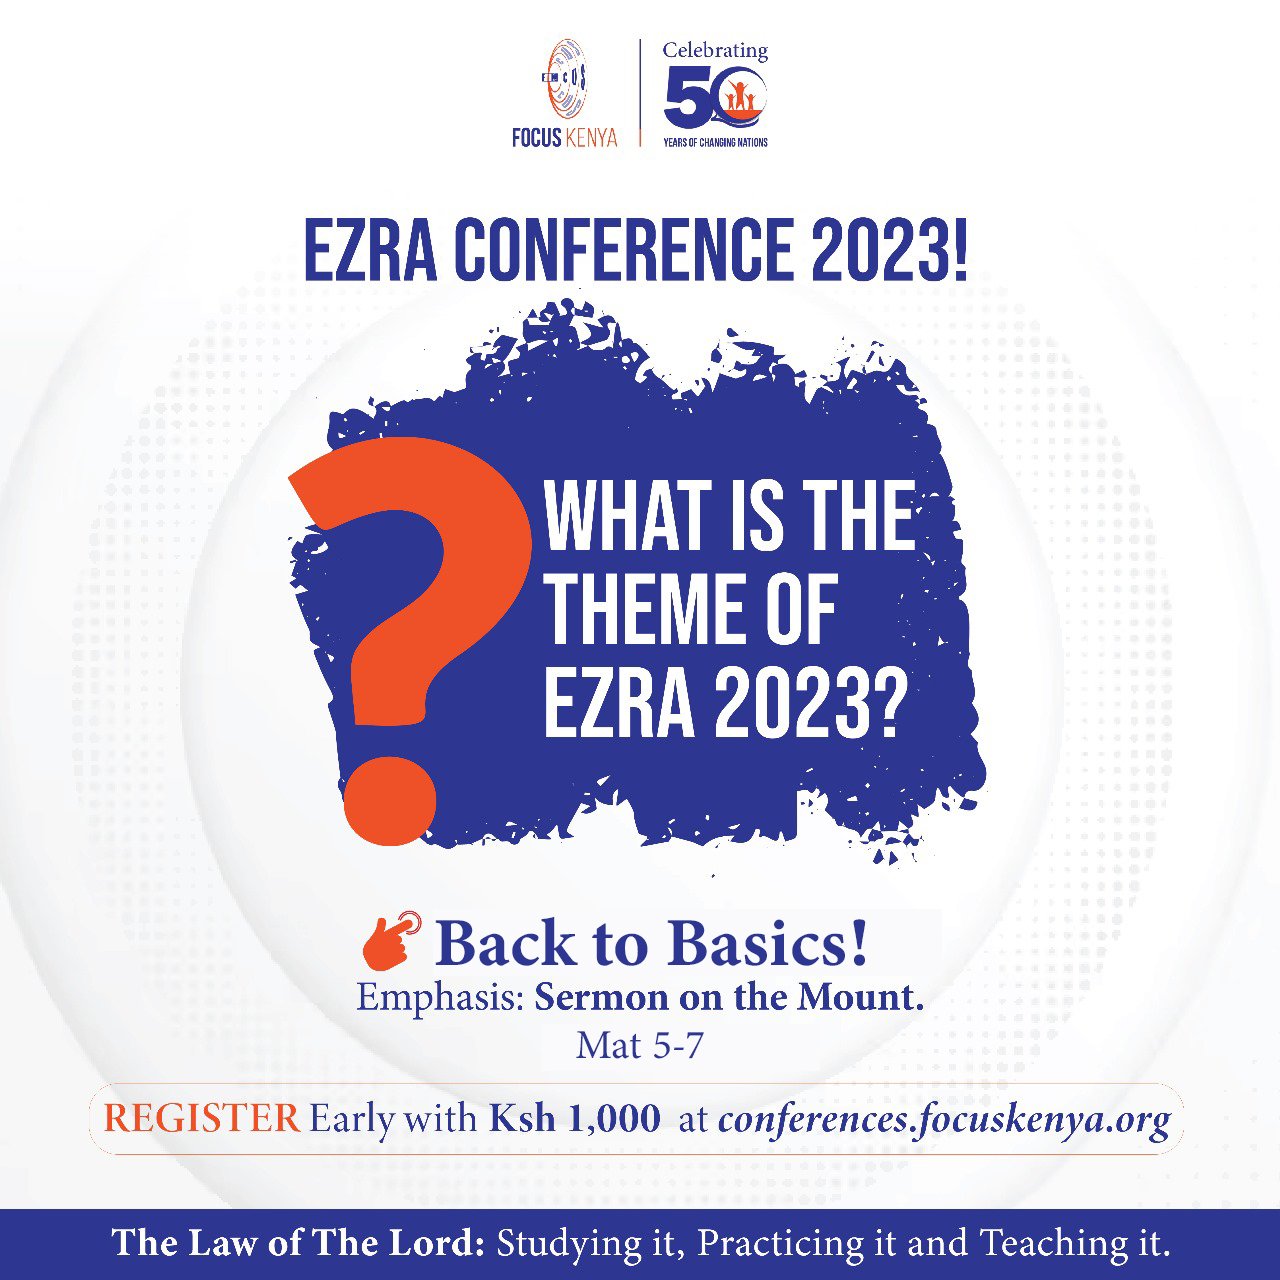 FOCUS
FOCUS KENYA
Celebrating
50
YEARS OF CHANGING NATIONS
EZRA CONFERENCE 2023!
?
WHAT IS THE
THEME OF
EZRA 2023?
Back to Basics!
Emphasis: Sermon on the Mount.
Mat 5-7
REGISTER Early with Ksh 1,000 at conferences.focuskenya.org
The Law of The Lord: Studying it, Practicing it and Teaching it.